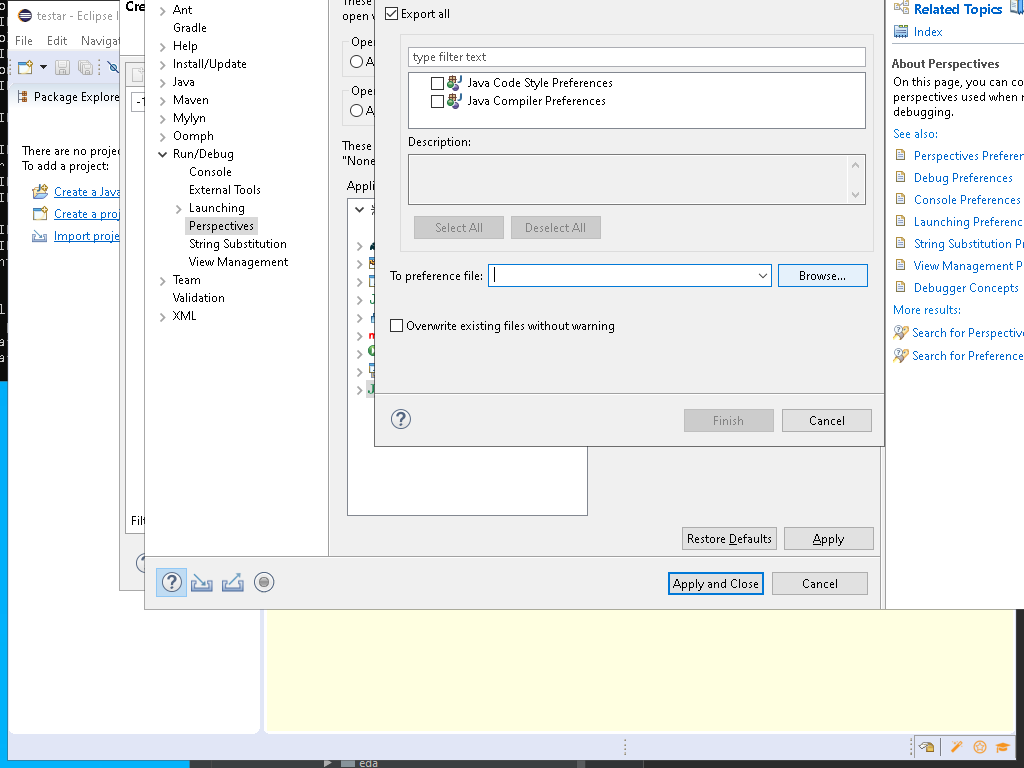 testar - Eclipse I
Cre
File Edit Navigat
Package Explore
There are no projec
To add a project:
Create a Java
Create a proj
Import proje
Filt
Ant
Gradle
Help
Install/Update
Java
Maven
Mylyn
Oomph
Run/Debug
Console
External Tools
Launching
Perspectives
String Substitution
View Management
Team
Validation
XML
These
open v
Oper
A
Oper
A
These
"None
Appli
Export all
type filter text
Java Code Style Preferences
Java Compiler Preferences
Description:
Select All Deselect All
To preference file: Browse...
Overwrite existing files without warning
Finish Cancel
Restore Defaults Apply
Apply and Close Cancel
Related Topics
Index
About Perspectives
On this page, you can co
perspectives used when r
debugging.
See also:
Perspectives Preferen
Debug Preferences
Console Preferences
Launching Preferenc
String Substitution Pr
View Management P
Debugger Concepts
More results:
Search for Perspective
Search for Preference
eda